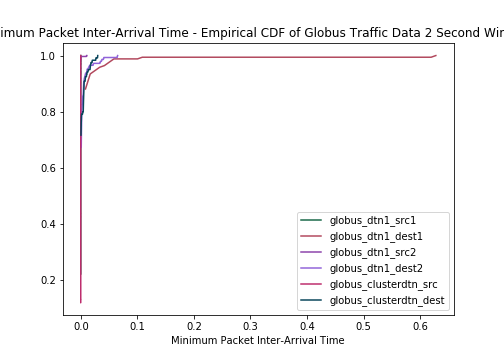 Packet Inter-Arrival Time - Empirical CDF of Globus Traffic Data 2 Second
1.0
0.8
0.6
0.4
0.2
globus_dtn1_src1
globus_dtn1_dest1
globus_dtn1_src2
globus_dtn1_dest2
globus_clusterdtn_src
globus_clusterdtn_dest
0.0 0.1 0.2 0.3 0.4 0.5 0.6
Minimum Packet Inter-Arrival Time